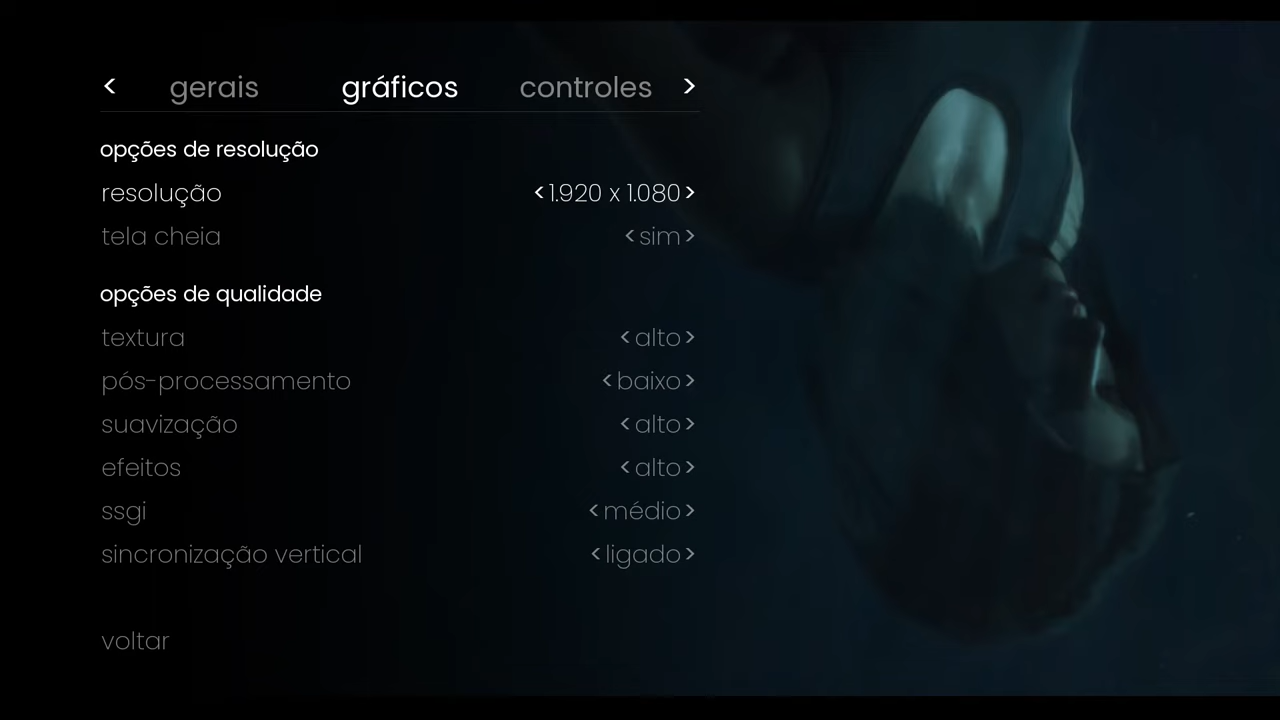 < gerais gráficos controles >
opções de resolução
resolução < 1.920 x 1.080 >
tela cheia < sim >
opções de qualidade
textura < alto >
pós-processamento < baixo >
suavização < alto >
efeitos < alto >
ssgi < médio >
sincronização vertical < ligado >
voltar